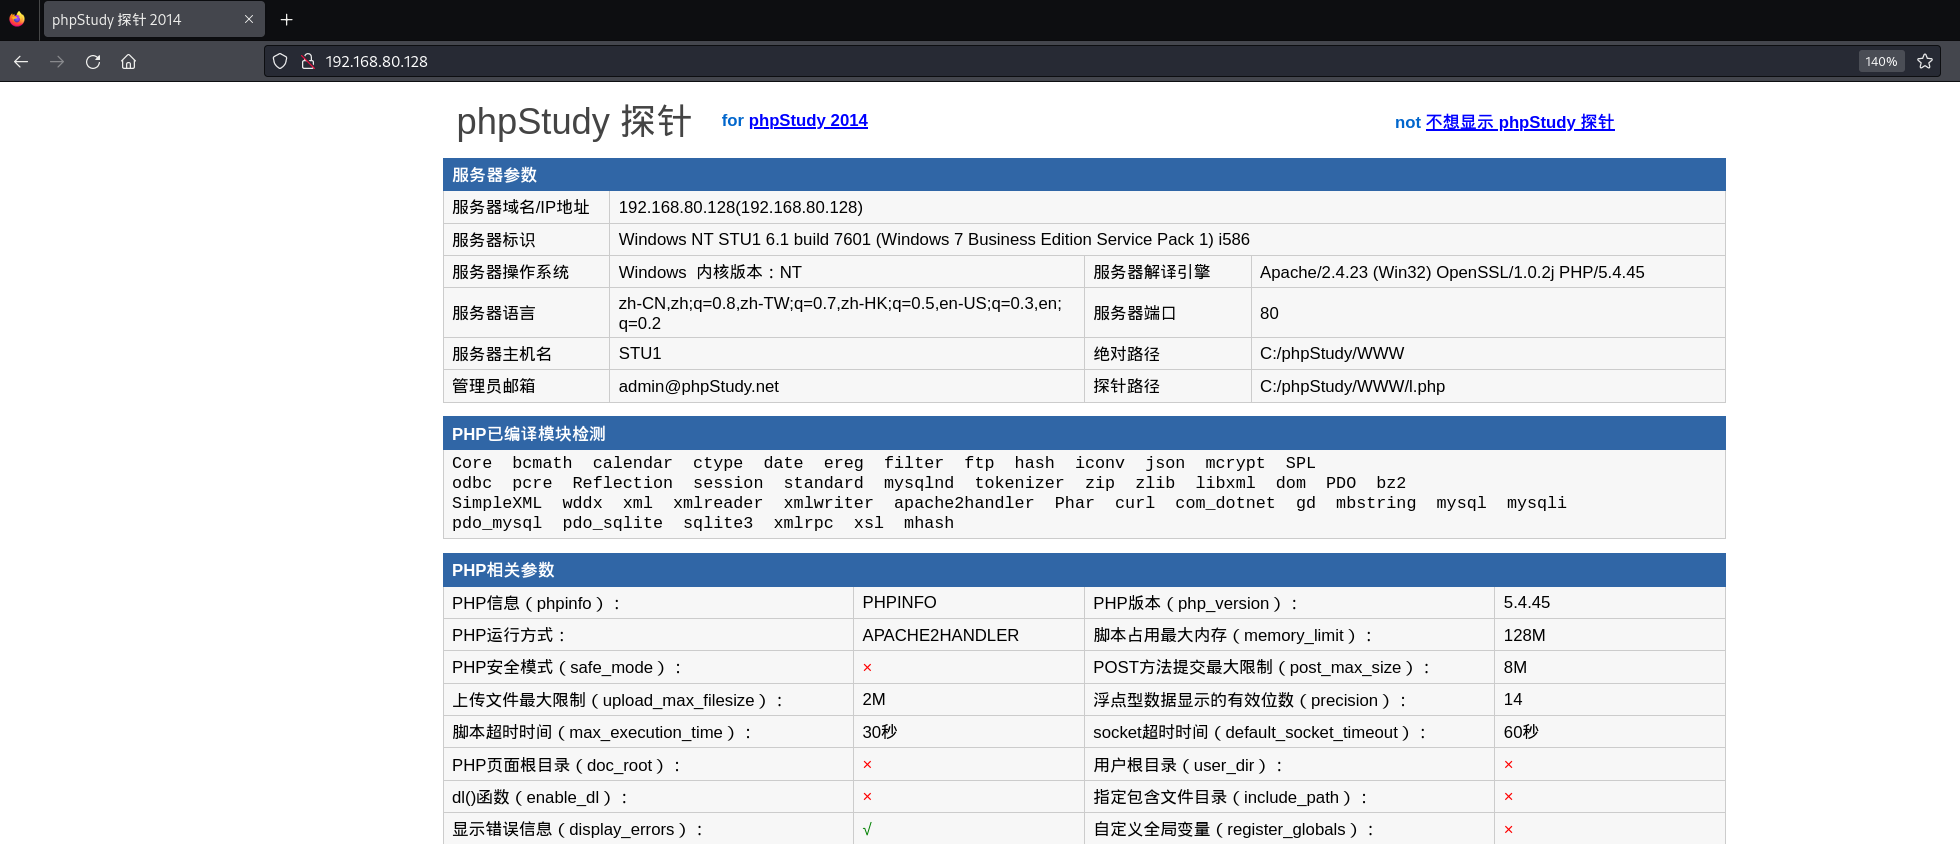 phpStudy 探针 2014
192.168.80.128
140%
phpStudy 探针 for phpStudy 2014 not 不想显示 phpStudy 探针
服务器参数
服务器域名/IP地址 192.168.80.128(192.168.80.128)
服务器标识 Windows NT STU1 6.1 build 7601 (Windows 7 Business Edition Service Pack 1) i586
服务器操作系统 Windows 内核版本：NT 服务器解译引擎 Apache/2.4.23 (Win32) OpenSSL/1.0.2j PHP/5.4.45
服务器语言 zh-CN,zh;q=0.8,zh-TW;q=0.7,zh-HK;q=0.5,en-US;q=0.3,en;
q=0.2 服务器端口 80
服务器主机名 STU1 绝对路径 C:/phpStudy/WWW
管理员邮箱 admin@phpStudy.net 探针路径 C:/phpStudy/WWW/l.php
PHP已编译模块检测
Core bcmath calendar ctype date ereg filter ftp hash iconv json mcrypt SPL
odbc pcre Reflection session standard mysqlnd tokenizer zip zlib libxml dom PDO bz2
SimpleXML wddx xml xmlreader xmlwriter apache2handler Phar curl com_dotnet gd mbstring mysql mysqli
pdo_mysql pdo_sqlite sqlite3 xmlrpc xsl mhash
PHP相关参数
PHP信息（phpinfo）： PHPINFO PHP版本（php_version）： 5.4.45
PHP运行方式： APACHE2HANDLER 脚本占用最大内存（memory_limit）： 128M
PHP安全模式（safe_mode）： × POST方法提交最大限制（post_max_size）： 8M
上传文件最大限制（upload_max_filesize）： 2M 浮点型数据显示的有效位数（precision）： 14
脚本超时时间（max_execution_time）： 30秒 socket超时时间（default_socket_timeout）： 60秒
PHP页面根目录（doc_root）： × 用户根目录（user_dir）： ×
dl()函数（enable_dl）： × 指定包含文件目录（include_path）： ×
显示错误信息（display_errors）： √ 自定义全局变量（register_globals）： ×